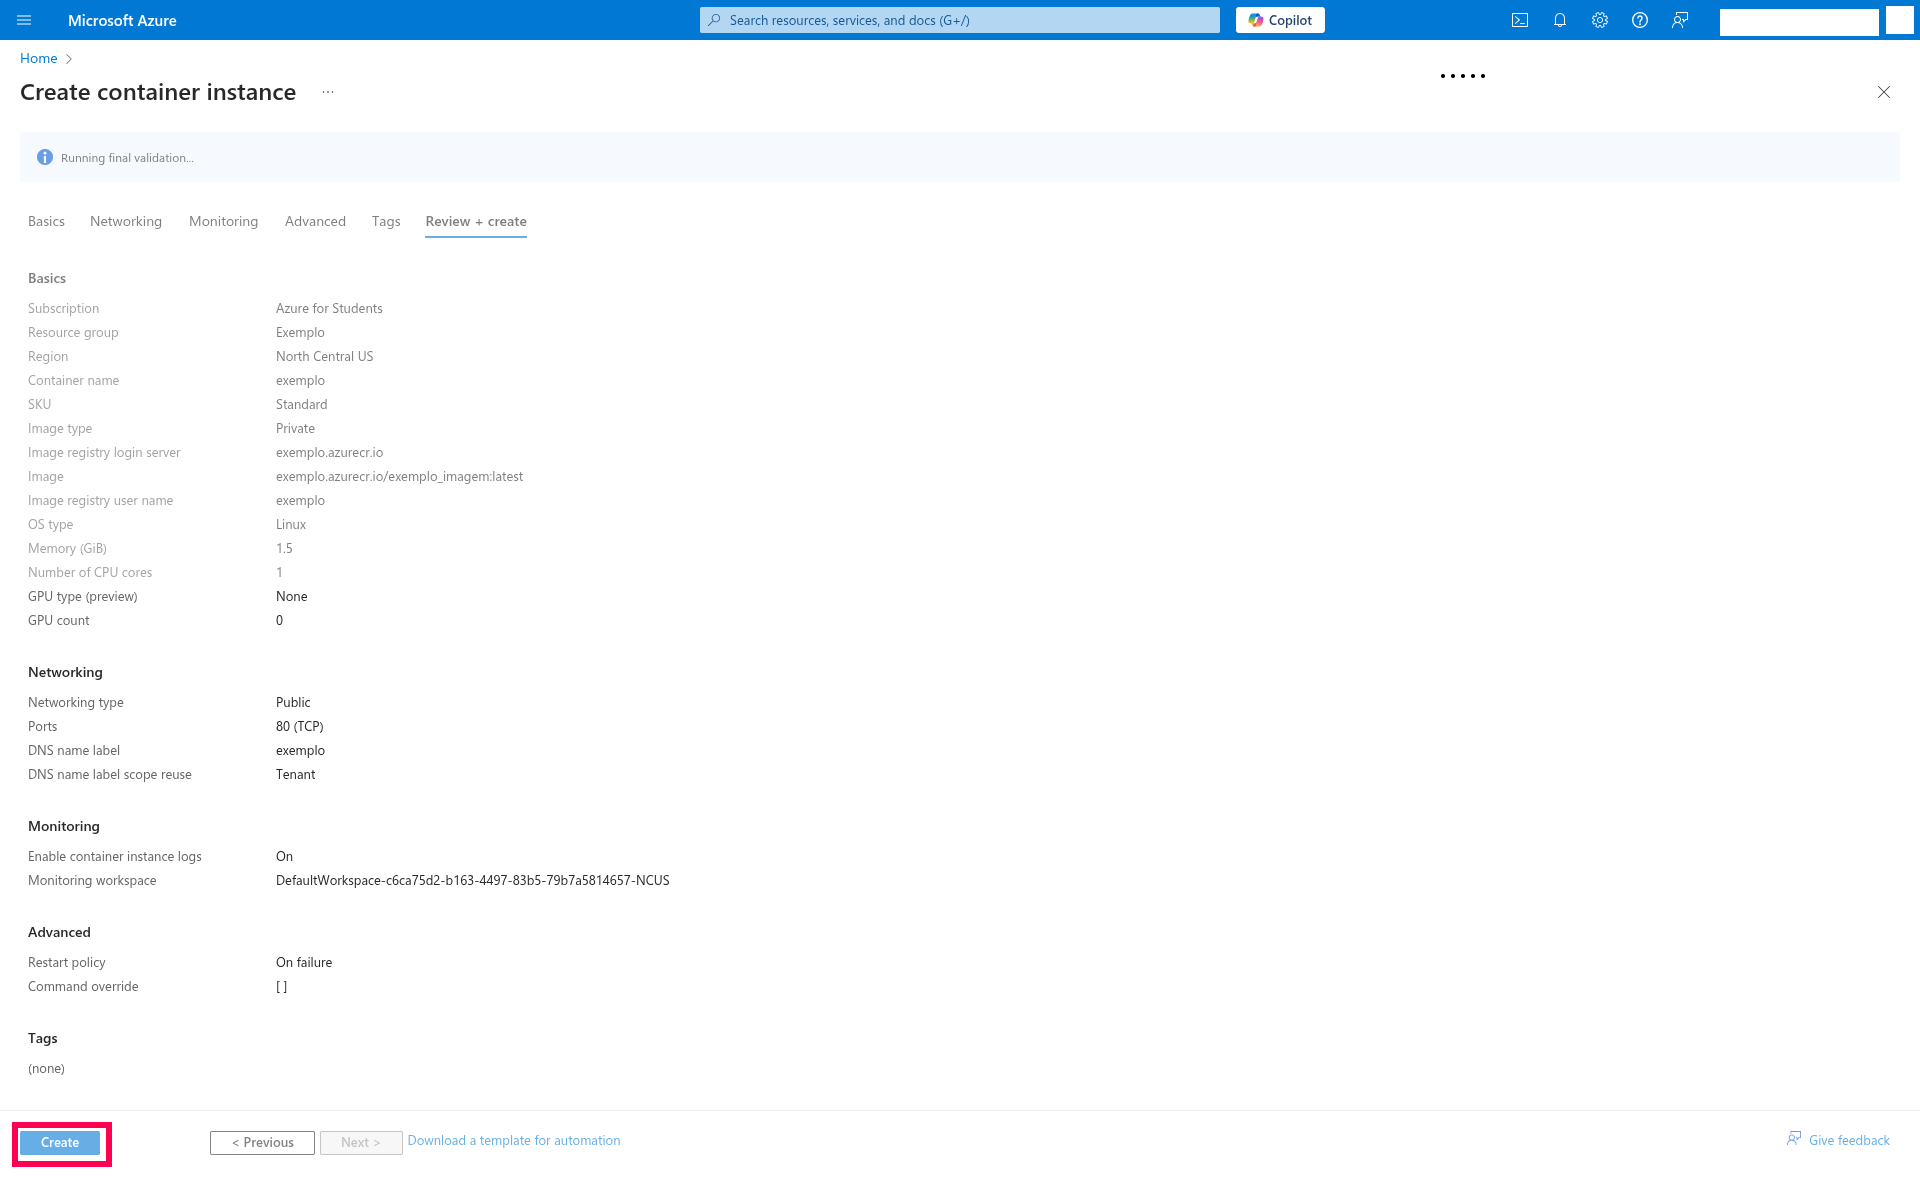 Microsoft Azure
Search resources, services, and docs (G+/)
Copilot
Home
Create container instance
Running final validation...
Basics Networking Monitoring Advanced Tags Review + create
Basics
Subscription Azure for Students
Resource group Exemplo
Region North Central US
Container name exemplo
SKU Standard
Image type Private
Image registry login server exemplo.azurecr.io
Image exemplo.azurecr.io/exemplo_imagem:latest
Image registry user name exemplo
OS type Linux
Memory (GiB) 1.5
Number of CPU cores 1
GPU type (preview) None
GPU count 0
Networking
Networking type Public
Ports 80 (TCP)
DNS name label exemplo
DNS name label scope reuse Tenant
Monitoring
Enable container instance logs On
Monitoring workspace DefaultWorkspace-c6ca75d2-b163-4497-83b5-79b7a5814657-NCUS
Advanced
Restart policy On failure
Command override [ ]
Tags
(none)
Create < Previous Next > Download a template for automation Give feedback